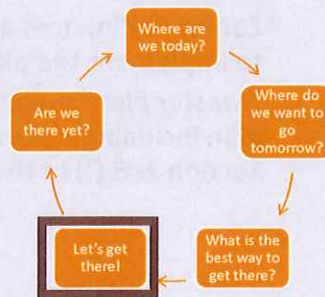 Where are
we today?
Where do
we want to
go
tomorrow?
What is the
best way to
get there?
Let's get
there!
Are we
there yet?